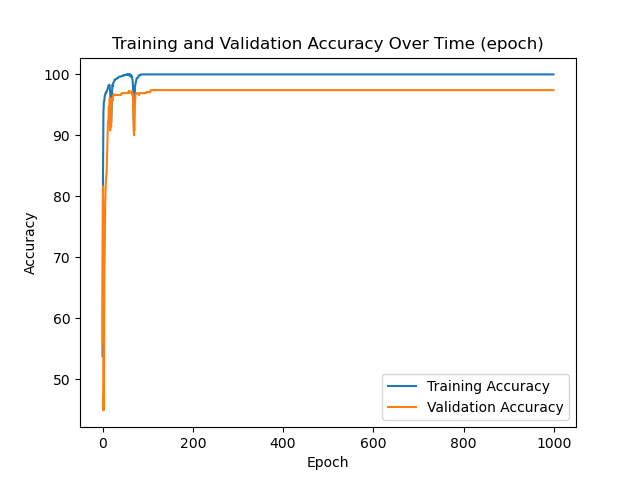 Training and Validation Accuracy Over Time (epoch)
100
90
80
70
60
50
Accuracy
Training Accuracy
Validation Accuracy
0 200 400 600 800 1000
Epoch